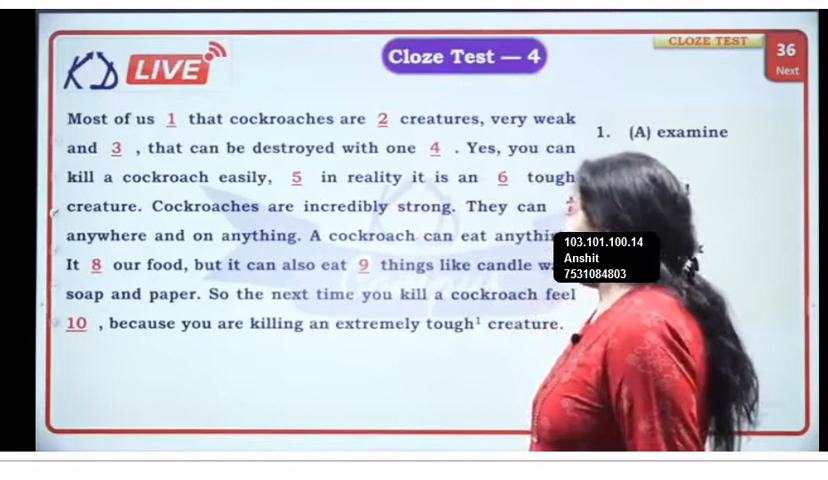 CLOZE TEST
36
Next
KD LIVE
Cloze Test — 4
Most of us 1 that cockroaches are 2 creatures, very weak
and 3 , that can be destroyed with one 4 . Yes, you can
kill a cockroach easily, 5 in reality it is an 6 tough
creature. Cockroaches are incredibly strong. They can
anywhere and on anything. A cockroach can eat
It 8 our food, but it can also eat 9 things like candle
soap and paper. So the next time you kill a cockroach feel
10 , because you are killing an extremely tough¹ creature.
1. (A) examine
103.101.100.14
Anshit
7531084803